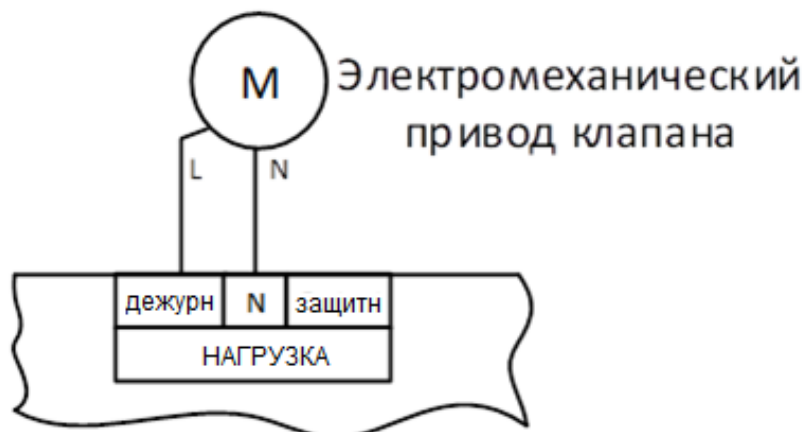 М
Электромеханический
привод клапана
L
N
дежурн
N
защитн
НАГРУЗКА